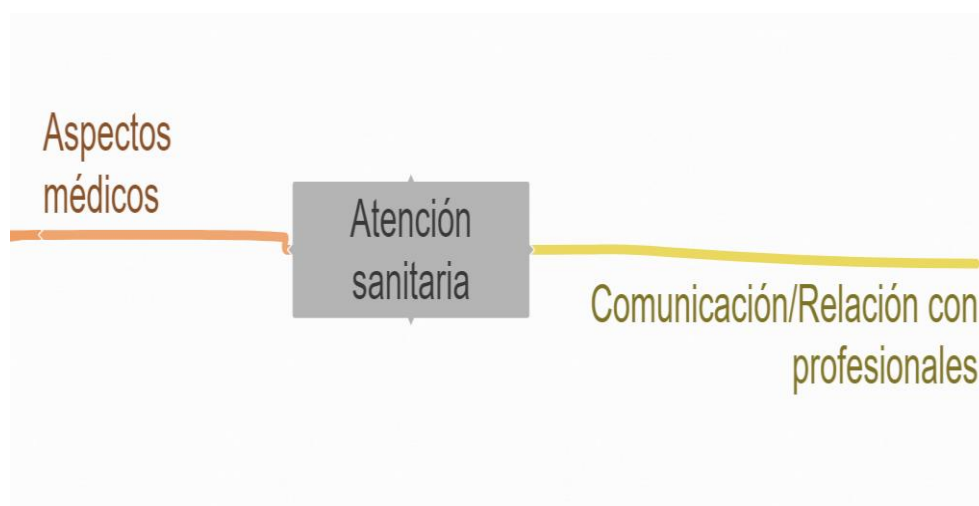 Aspectos
médicos
Atención
sanitaria
Comunicación/Relación con
profesionales